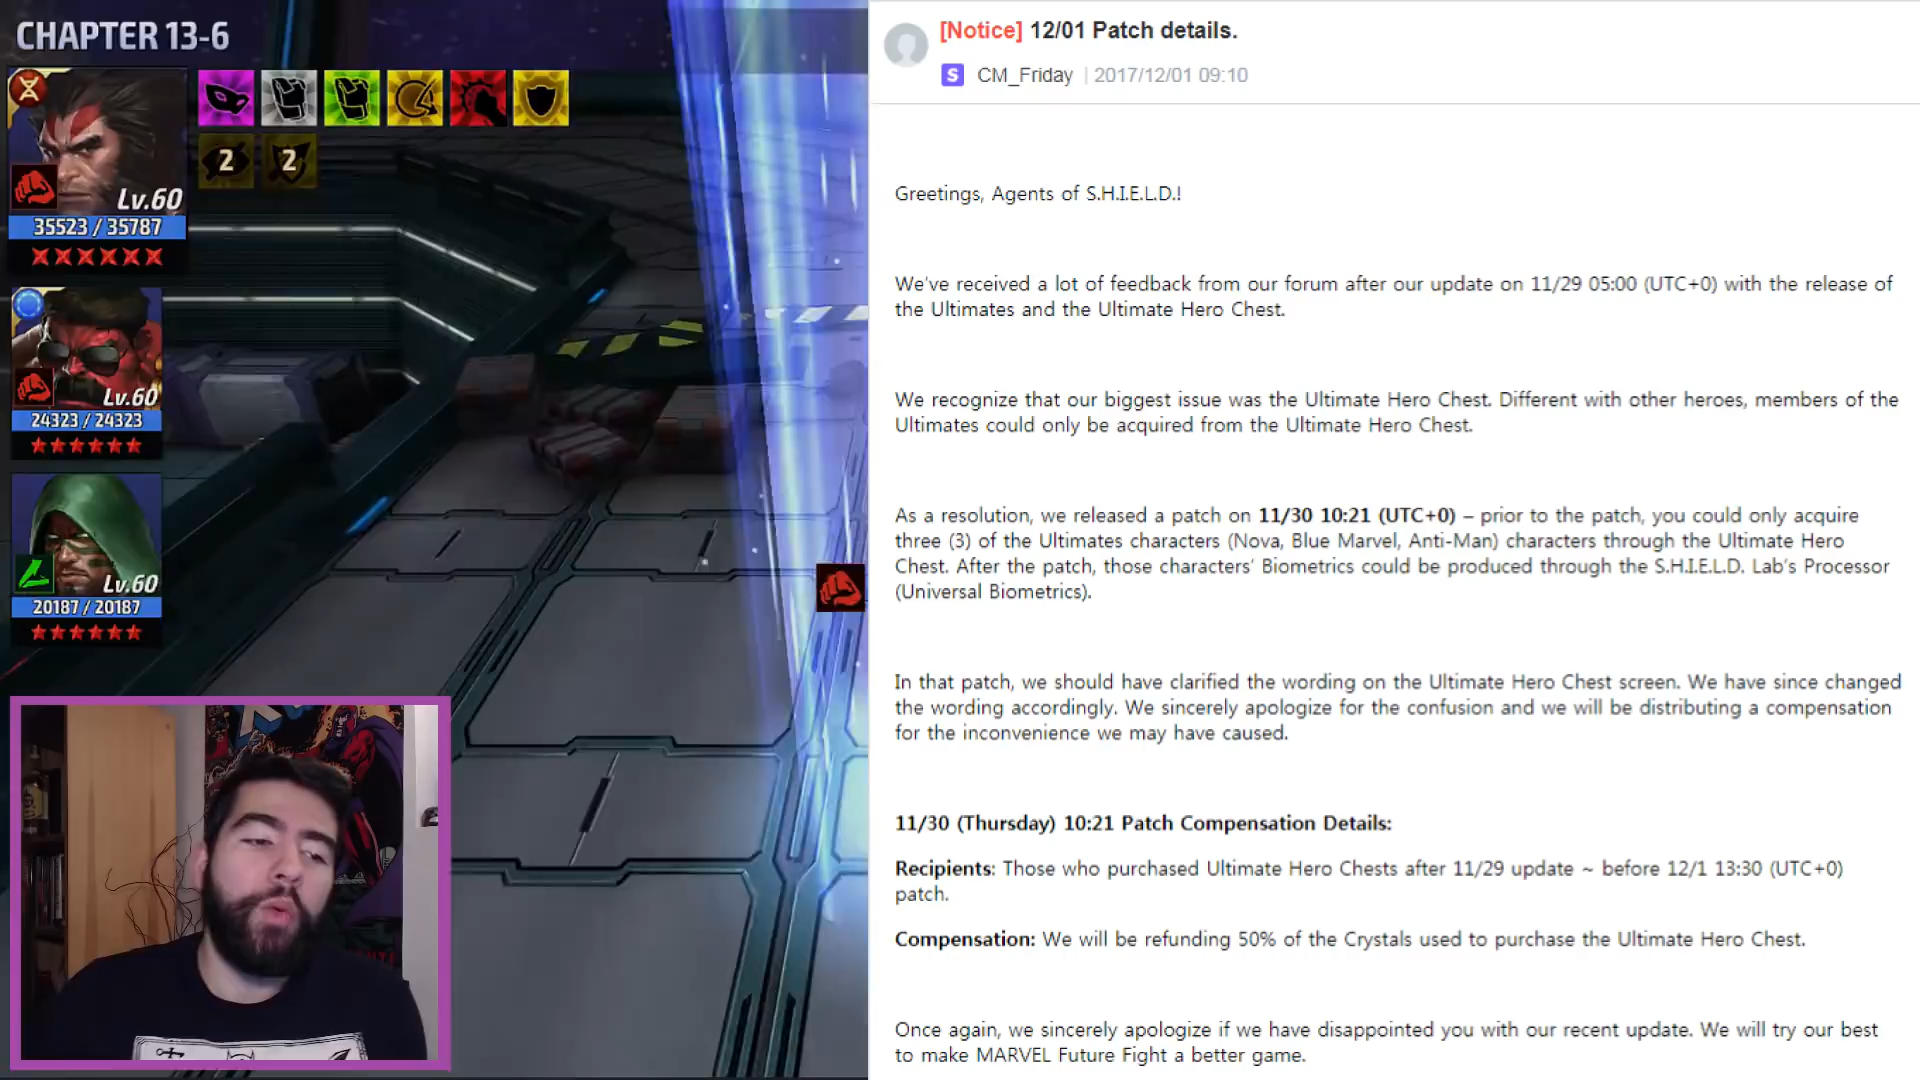 CHAPTER 13-6
Lv.60
35523 / 35787
2
2
Lv.60
24323 / 24323
Lv.60
20187 / 20187
[Notice] 12/01 Patch details.
S CM_Friday | 2017/12/01 09:10
Greetings, Agents of S.H.I.E.L.D.!
We've received a lot of feedback from our forum after our update on 11/29 05:00 (UTC+0) with the release of
the Ultimates and the Ultimate Hero Chest.
We recognize that our biggest issue was the Ultimate Hero Chest. Different with other heroes, members of the
Ultimates could only be acquired from the Ultimate Hero Chest.
As a resolution, we released a patch on 11/30 10:21 (UTC+0) – prior to the patch, you could only acquire
three (3) of the Ultimates characters (Nova, Blue Marvel, Anti-Man) characters through the Ultimate Hero
Chest. After the patch, those characters' Biometrics could be produced through the S.H.I.E.L.D. Lab's Processor
(Universal Biometrics).
In that patch, we should have clarified the wording on the Ultimate Hero Chest screen. We have since changed
the wording accordingly. We sincerely apologize for the confusion and we will be distributing a compensation
for the inconvenience we may have caused.
11/30 (Thursday) 10:21 Patch Compensation Details:
Recipients: Those who purchased Ultimate Hero Chests after 11/29 update ~ before 12/1 13:30 (UTC+0)
patch.
Compensation: We will be refunding 50% of the Crystals used to purchase the Ultimate Hero Chest.
Once again, we sincerely apologize if we have disappointed you with our recent update. We will try our best
to make MARVEL Future Fight a better game.